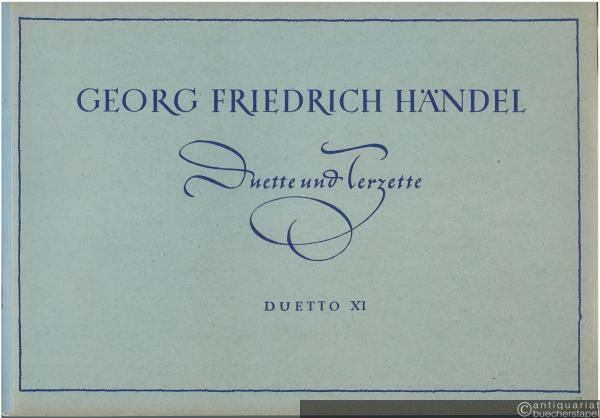 GEORG FRIEDRICH HÄNDEL
Duette und Terzette
DUETTO XI
©antiquariat
buecherstapel